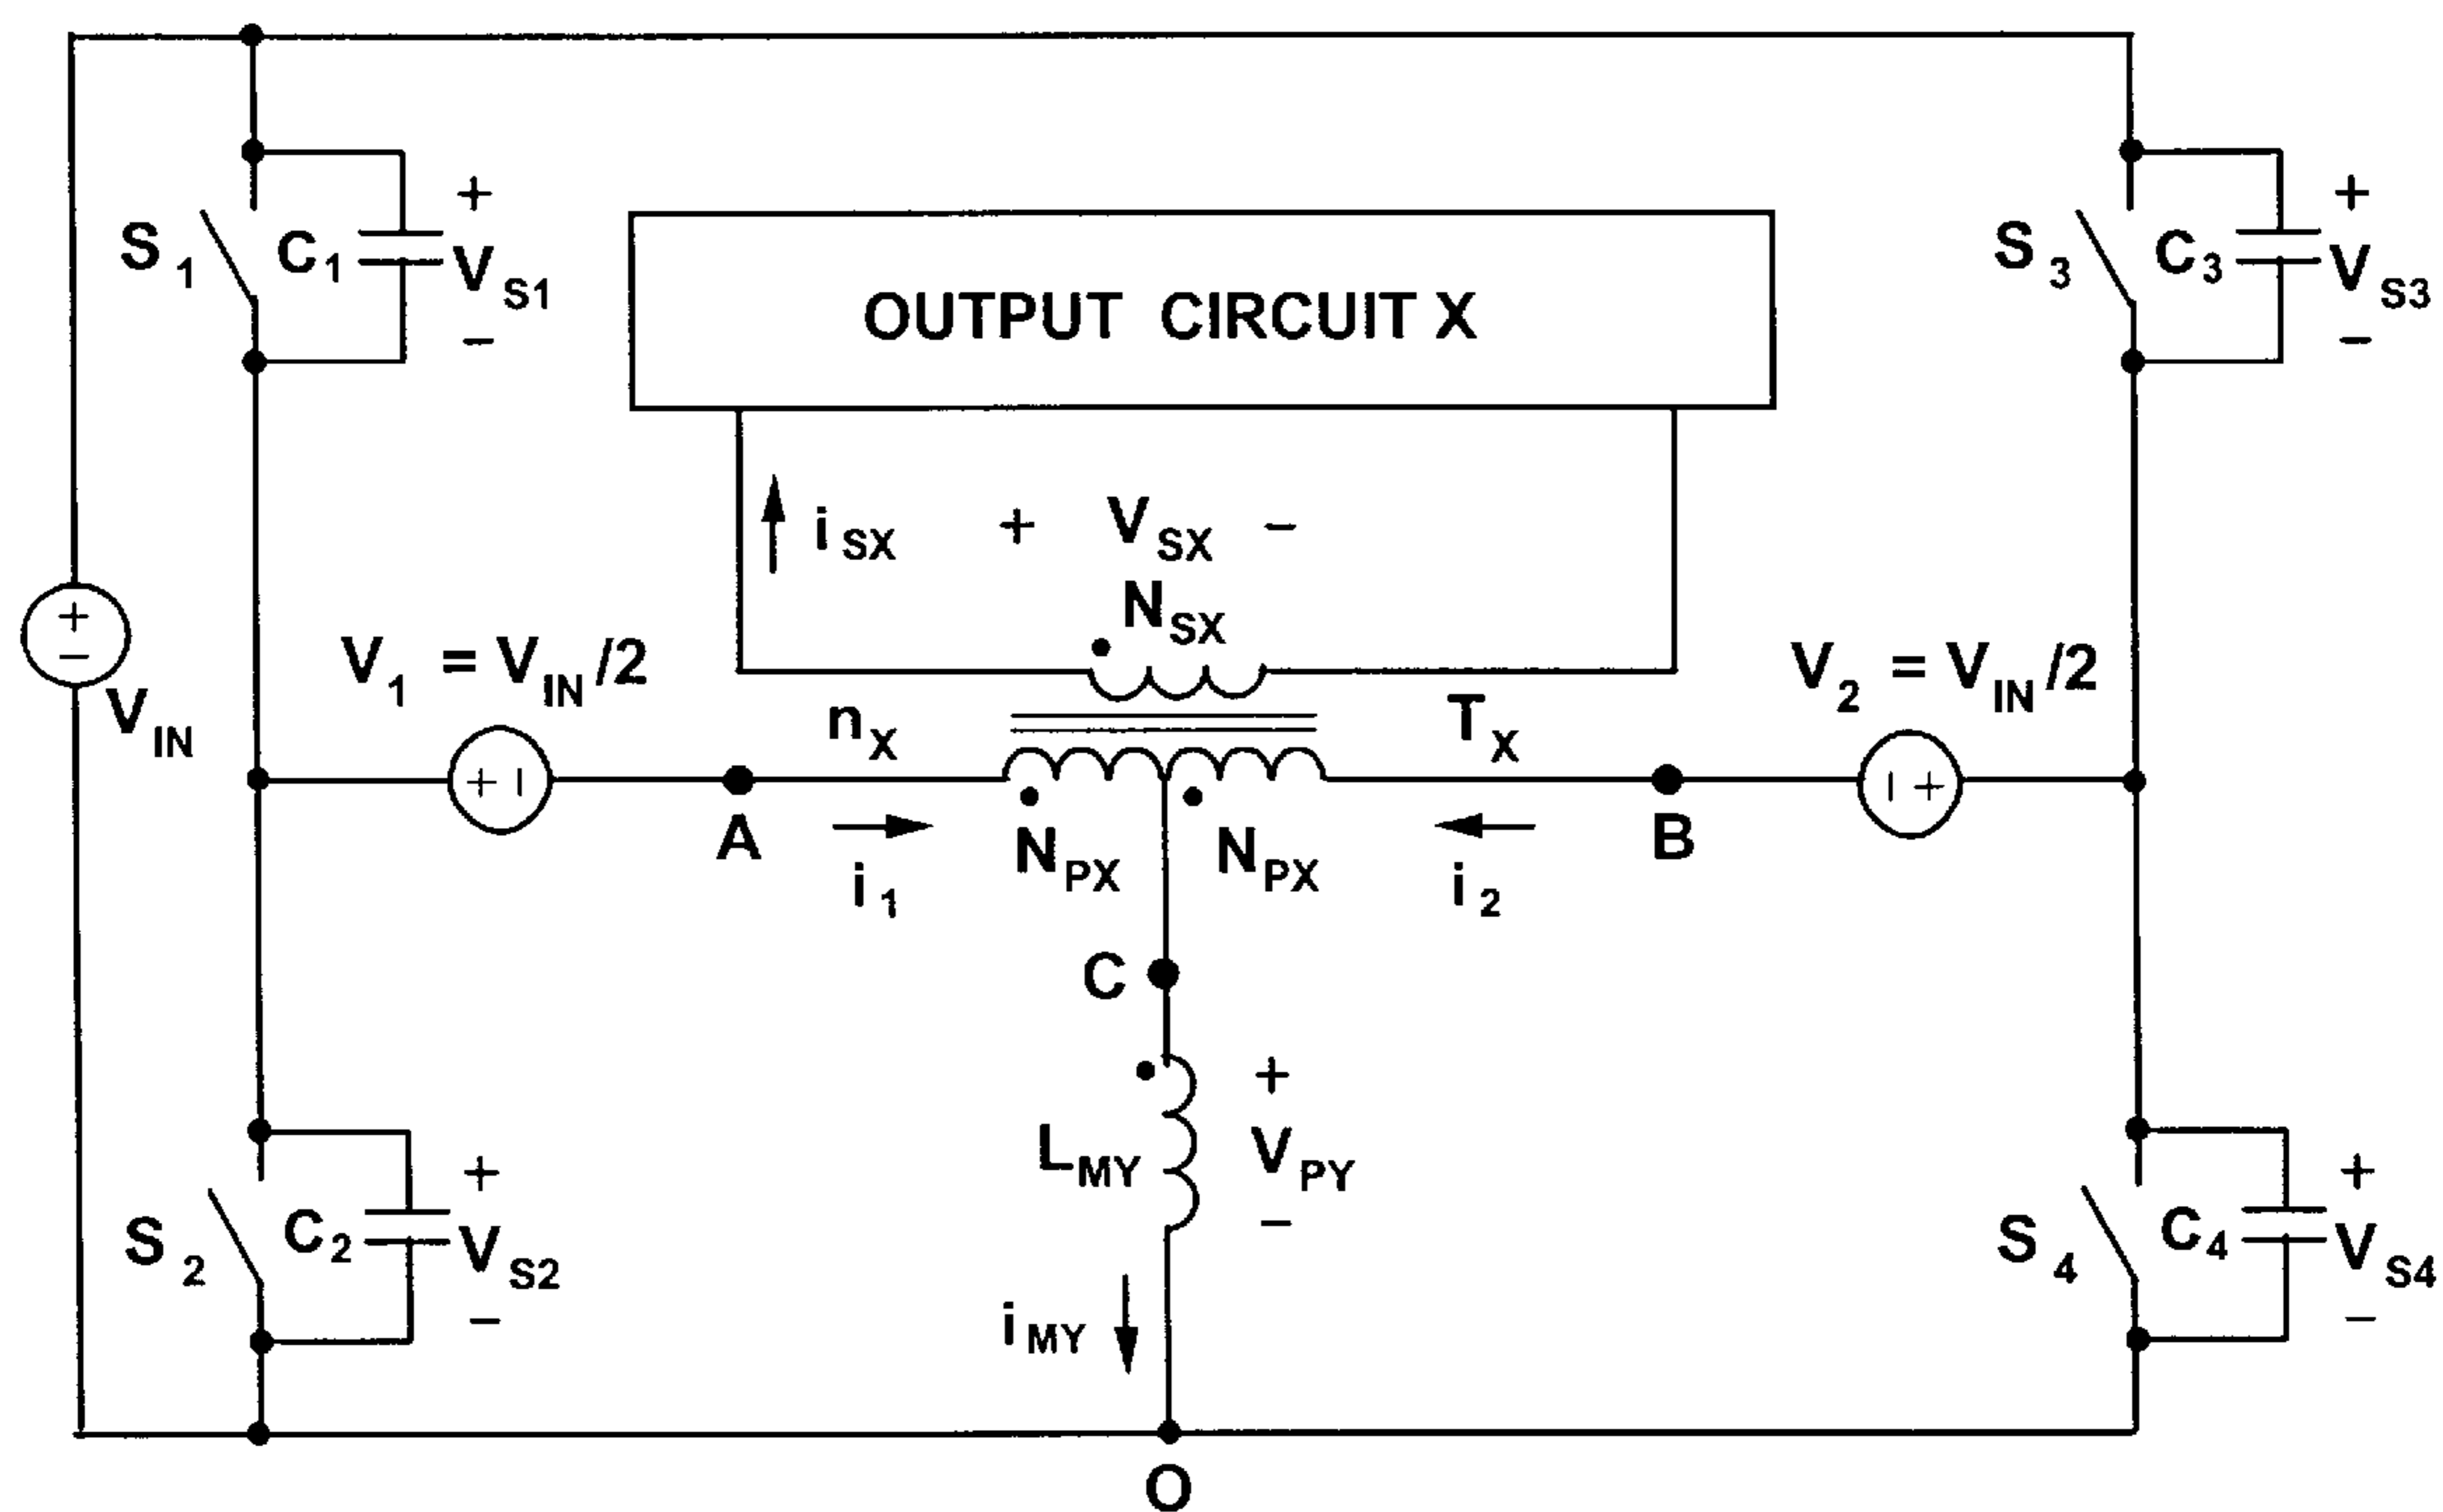 +
S1 C1 VS1
−
+
S3 C3 VS3
−
OUTPUT CIRCUIT X
iSX + VSX −
NSX
+
−
VIN
V1 = VIN/2
V2 = VIN/2
nX
TX
+ −
− +
A
B
i1
NPX
NPX
i2
C
+
LMY VPY
−
iMY
+
S2 C2 VS2
−
+
S4 C4 VS4
−
O